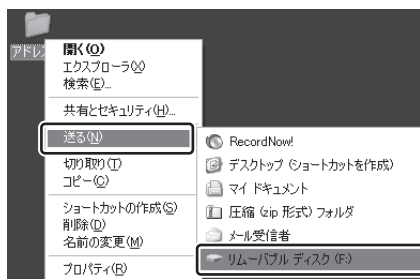 アドレ
開く(O)
エクスプローラ(X)
検索(E)...
共有とセキュリティ(H)...
送る(N)
切り取り(T)
コピー(C)
ショートカットの作成(S)
削除(D)
名前の変更(M)
プロパティ(R)
RecordNow!
デスクトップ (ショートカットを作成)
マイ ドキュメント
圧縮 (zip 形式) フォルダ
メール受信者
リムーバブル ディスク (F:)